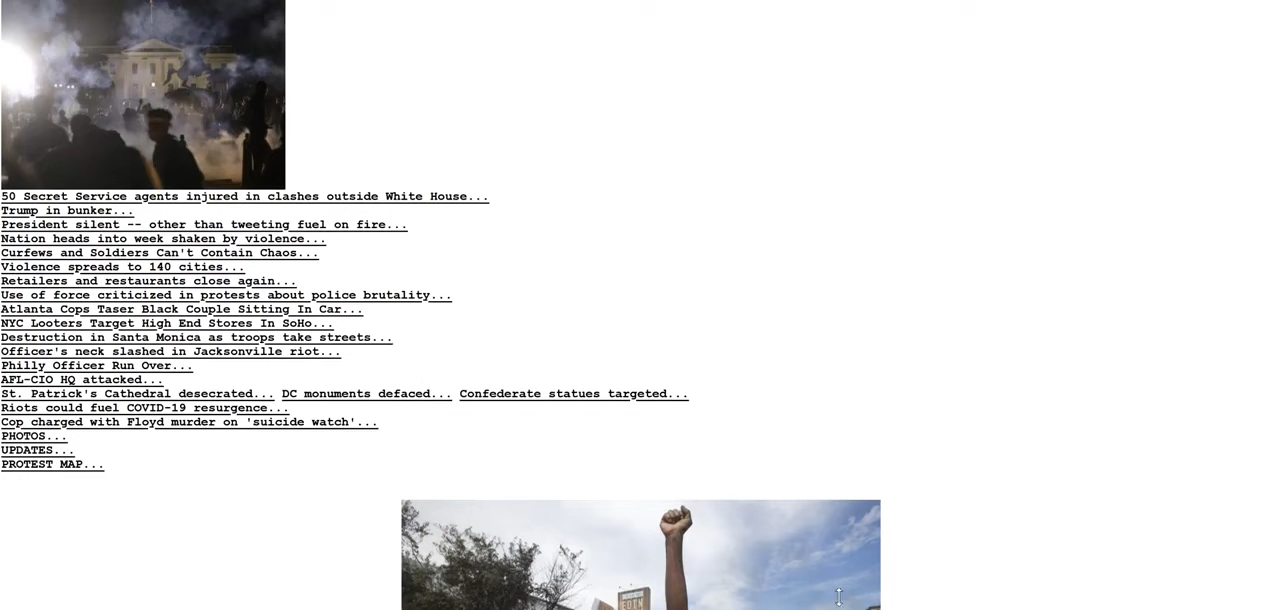 50 Secret Service agents injured in clashes outside White House...
Trump in bunker...
President silent -- other than tweeting fuel on fire...
Nation heads into week shaken by violence...
Curfews and Soldiers Can't Contain Chaos...
Violence spreads to 140 cities...
Retailers and restaurants close again...
Use of force criticized in protests about police brutality...
Atlanta Cops Taser Black Couple Sitting In Car...
NYC Looters Target High End Stores In SoHo...
Destruction in Santa Monica as troops take streets...
Officer's neck slashed in Jacksonville riot...
Philly Officer Run Over...
AFL-CIO HQ attacked...
St. Patrick's Cathedral desecrated... DC monuments defaced... Confederate statues targeted...
Riots could fuel COVID-19 resurgence...
Cop charged with Floyd murder on 'suicide watch'...
PHOTOS...
UPDATES...
PROTEST MAP...